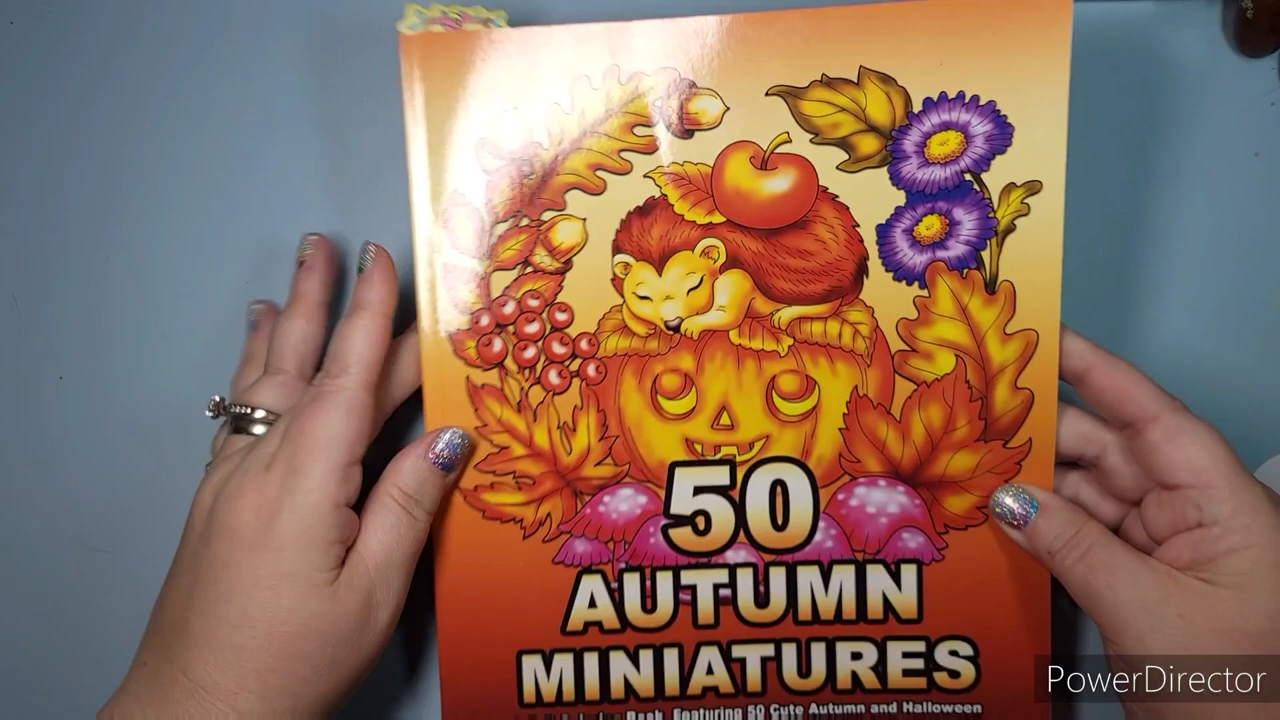 50
AUTUMN
MINIATURES
Book, Featuring 50 Cute Autumn and Halloween
PowerDirector